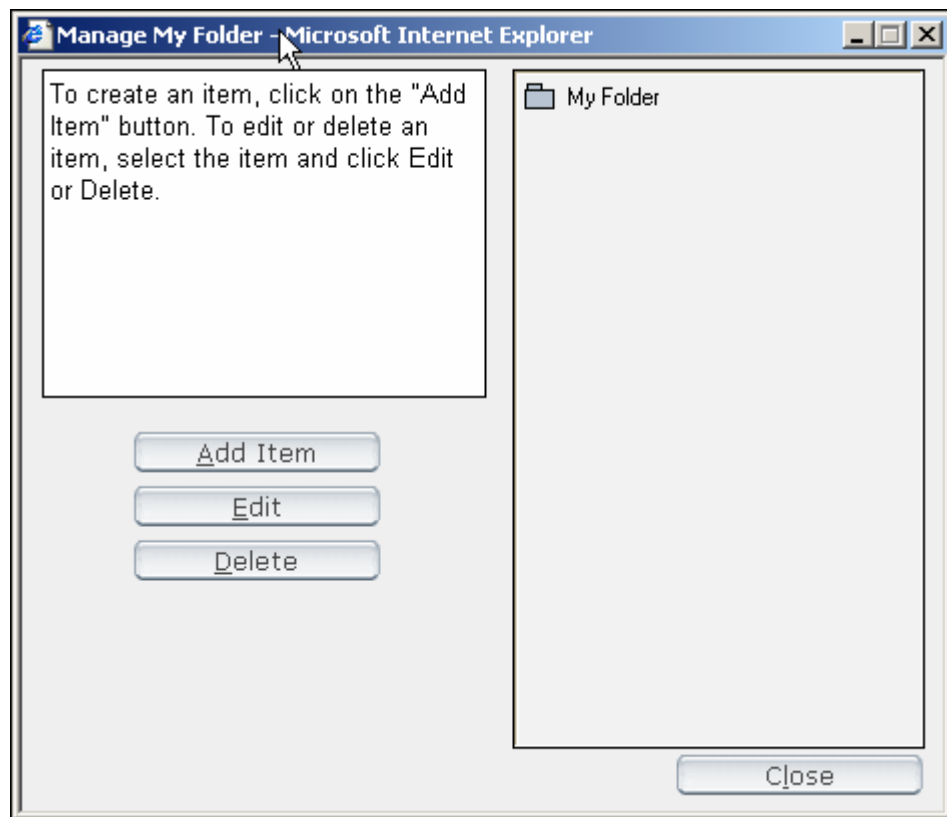 Manage My Folder - Microsoft Internet Explorer
To create an item, click on the "Add
Item" button. To edit or delete an
item, select the item and click Edit
or Delete.
My Folder
Add Item
Edit
Delete
Close